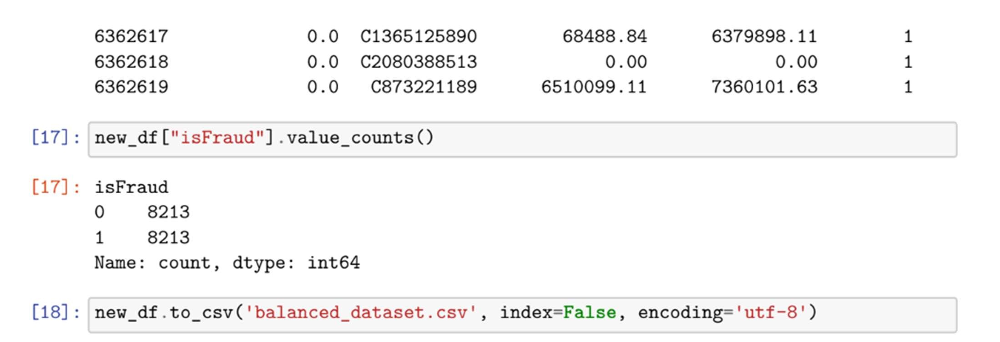 6362617 0.0 C1365125890 68488.84 6379898.11 1
6362618 0.0 C2080388513 0.00 0.00 1
6362619 0.0 C873221189 6510099.11 7360101.63 1
[17]: new_df["isFraud"].value_counts()
[17]: isFraud
0 8213
1 8213
Name: count, dtype: int64
[18]: new_df.to_csv('balanced_dataset.csv', index=False, encoding='utf-8')